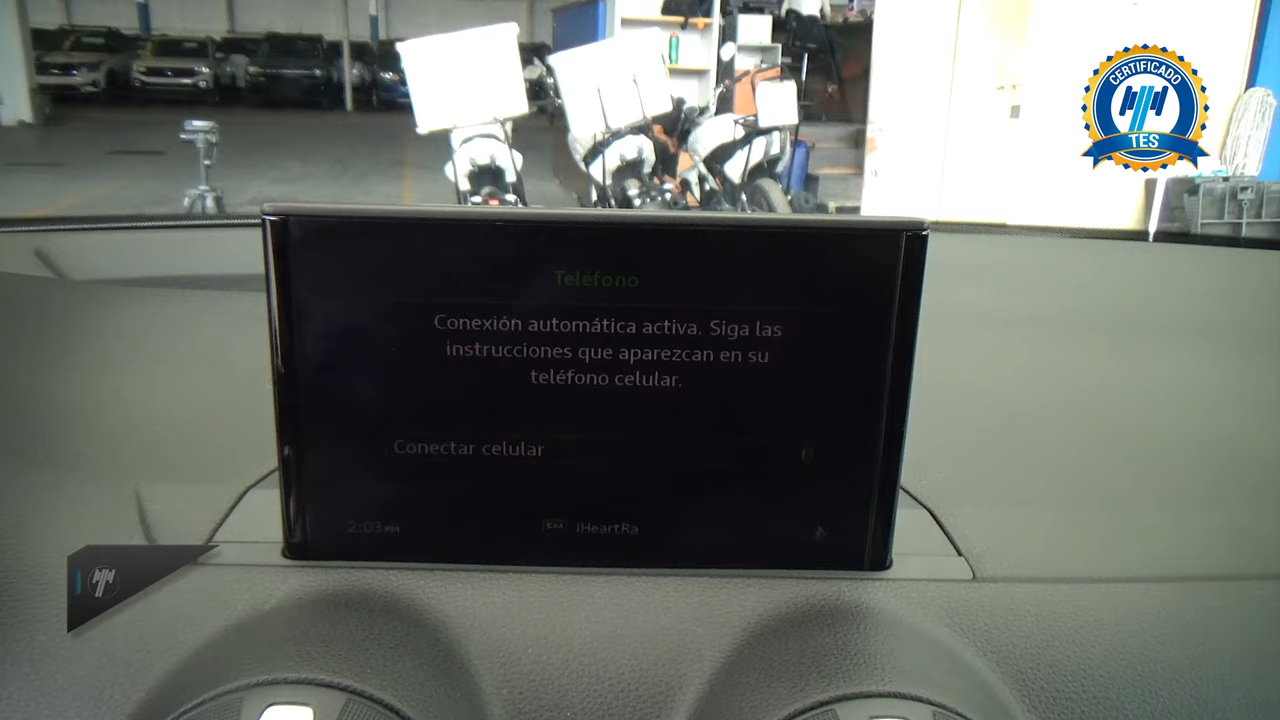 CERTIFICADO
TES
Teléfono
Conexión automática activa. Siga las
instrucciones que aparezcan en su
teléfono celular.
Conectar celular
2:03 PM
iHeartRa